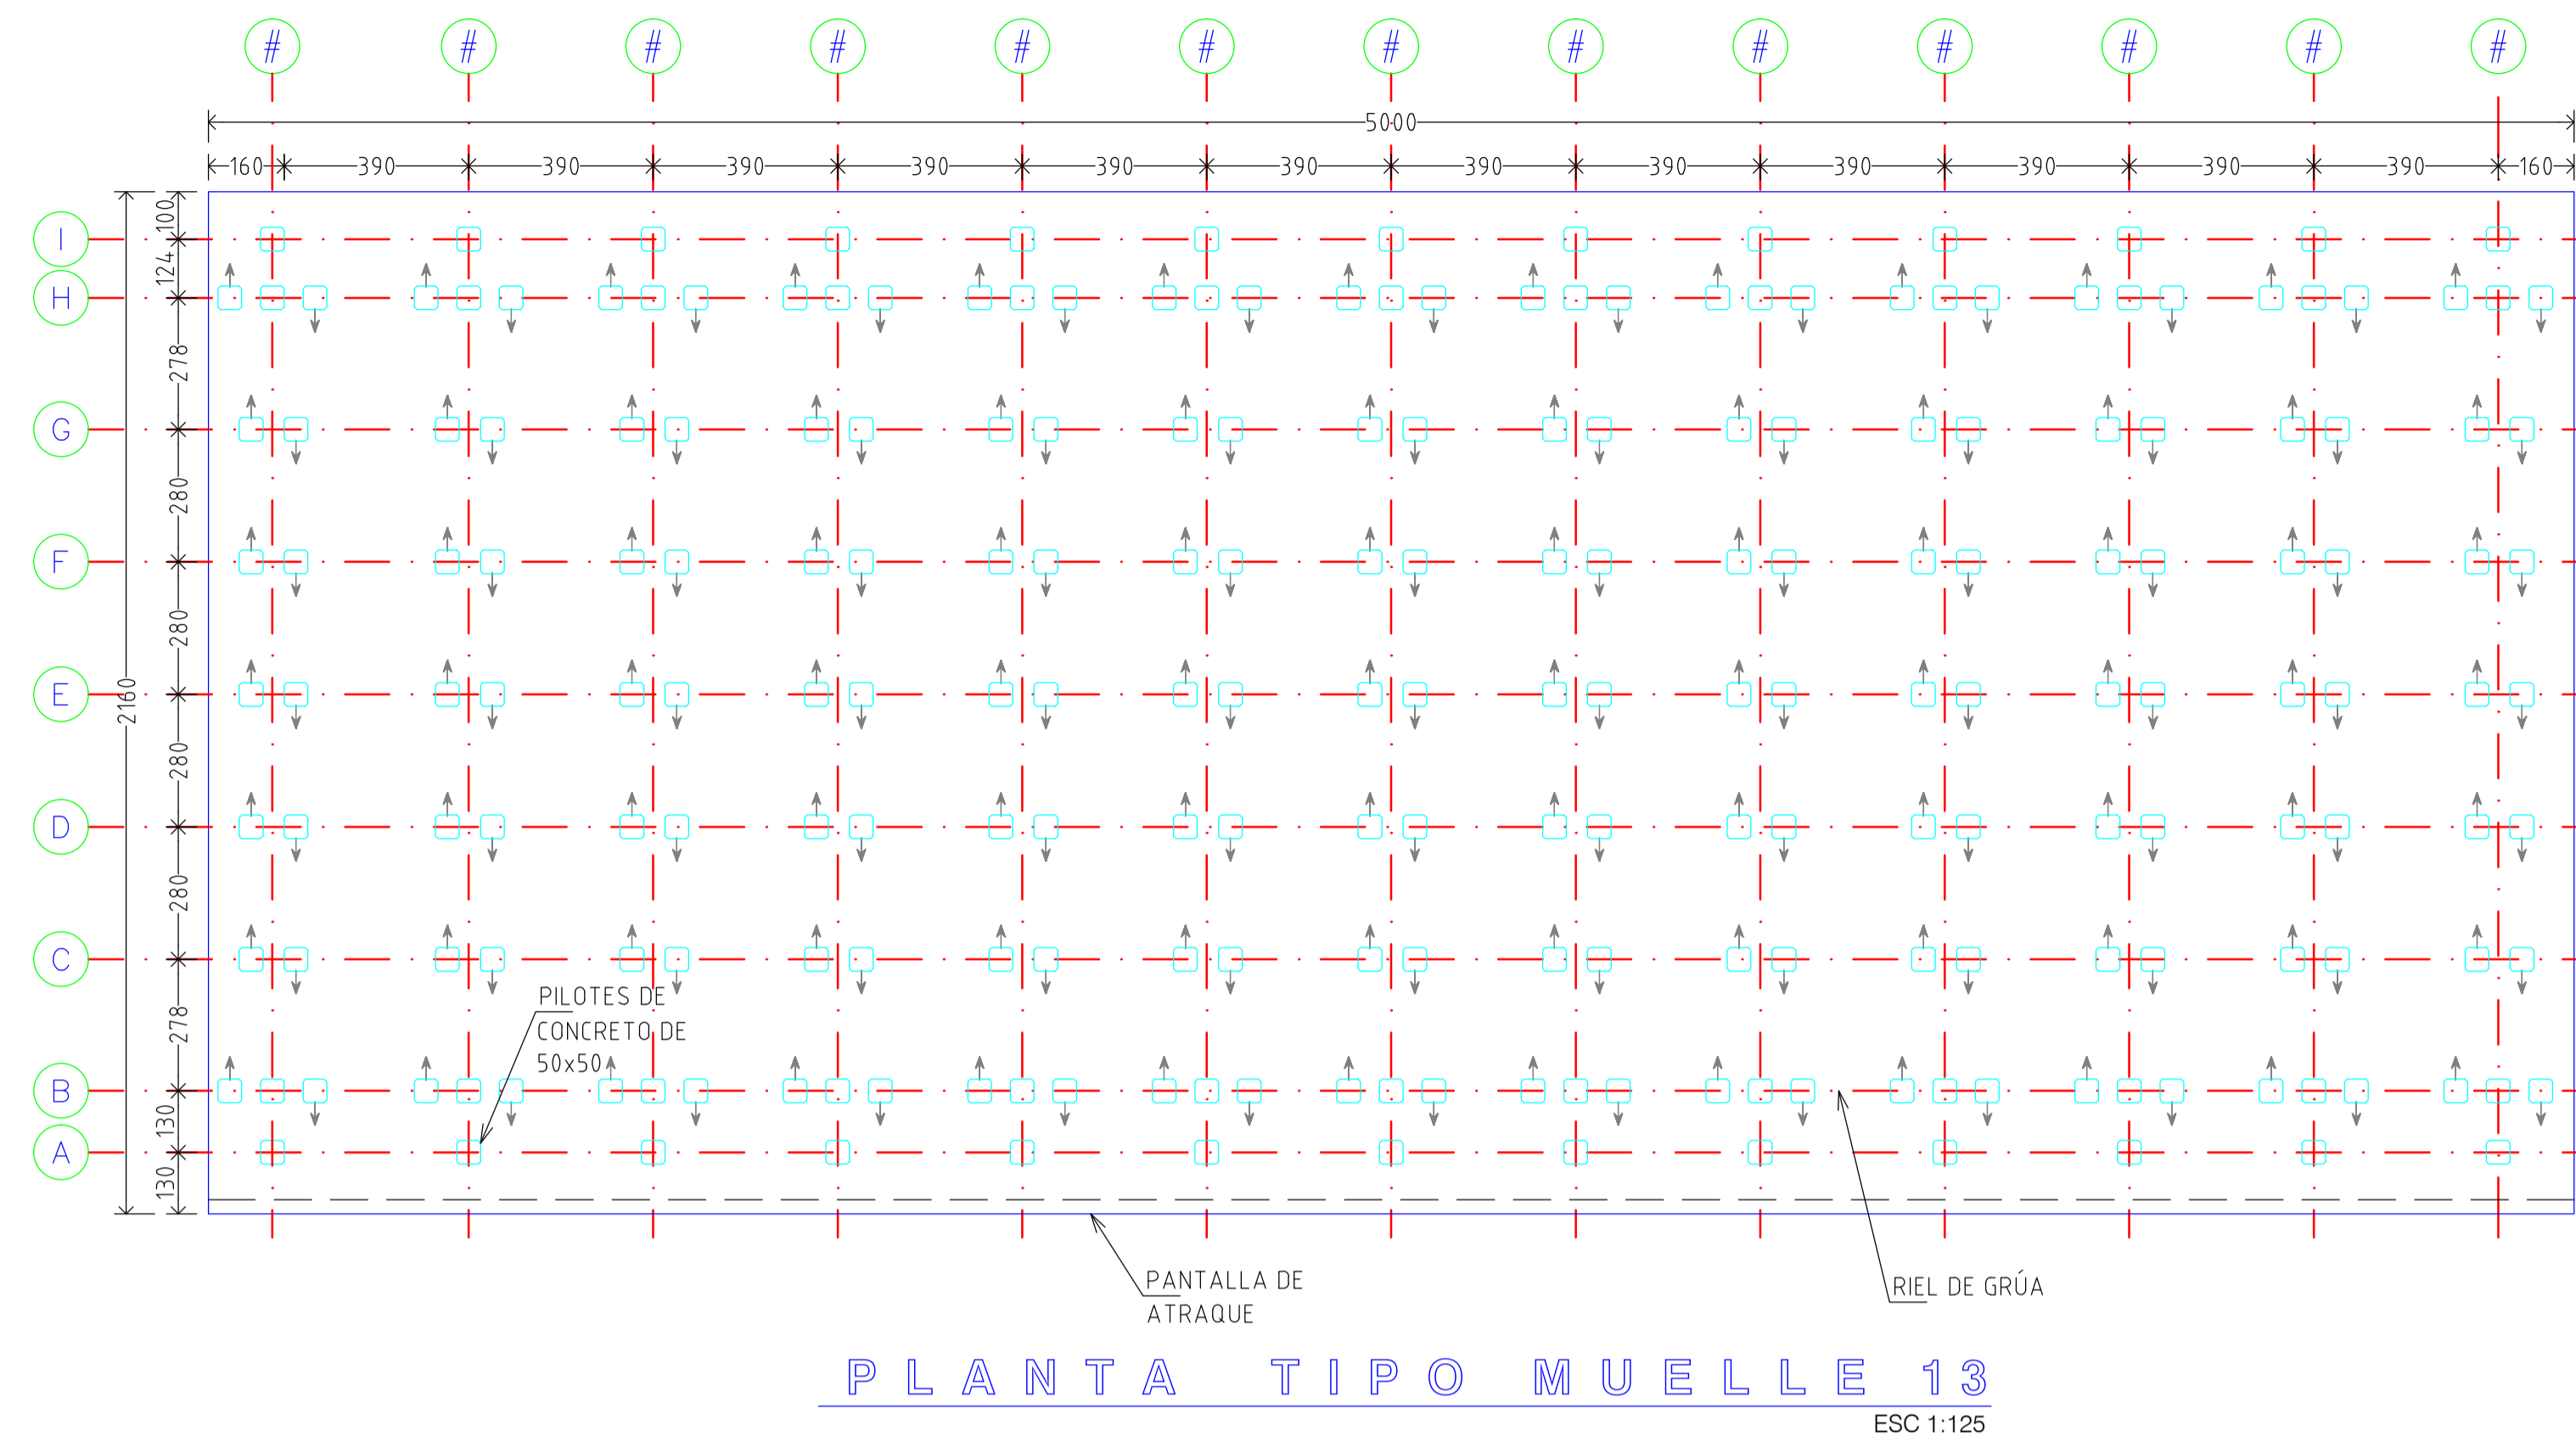 # # # # # # # # # # # # #
5000
160 390 390 390 390 390 390 390 390 390 390 390 390 160
100
I
124
H
278
G
280
F
280
E
2160
280
D
280
C
278
PILOTES DE
CONCRETO DE
50x50
B
130
A
130
PANTALLA DE
ATRAQUE
RIEL DE GRÚA
PLANTA TIPO MUELLE 13
ESC 1:125